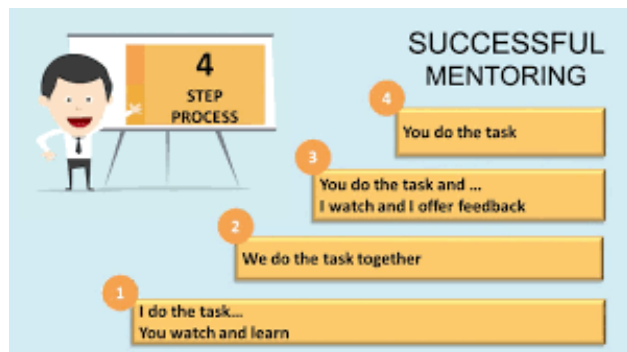 4
STEP
PROCESS
SUCCESSFUL
MENTORING
4
You do the task
3
You do the task and ...
I watch and I offer feedback
2
We do the task together
1
I do the task...
You watch and learn